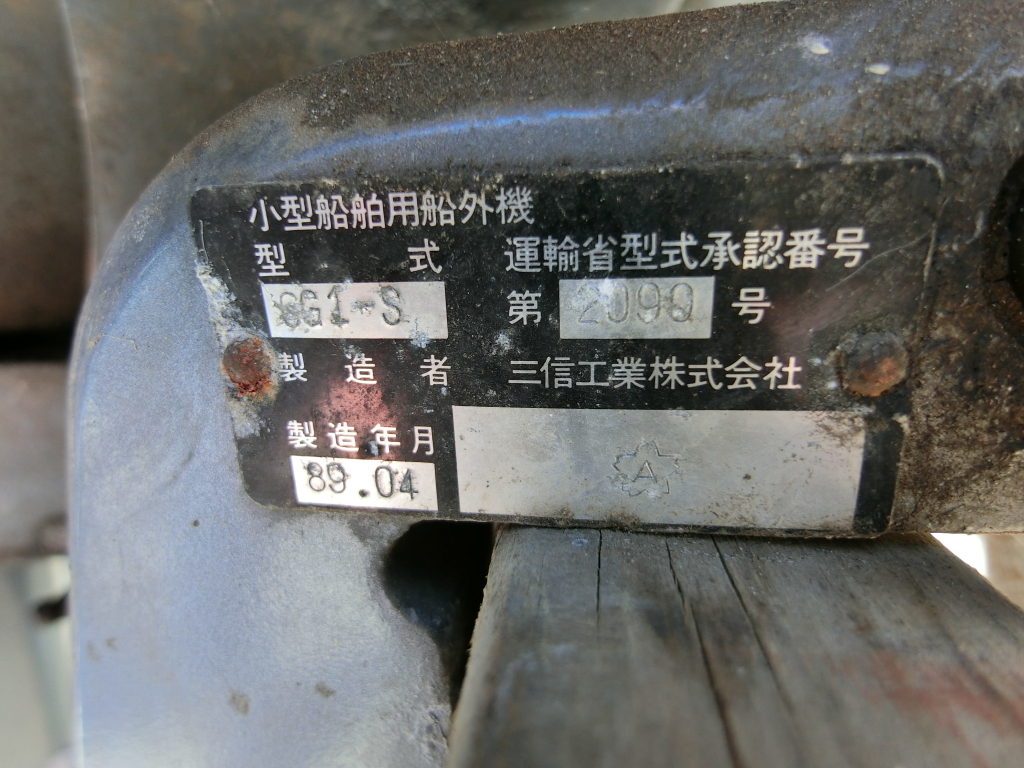 小型船舶用船外機
型 式 運輸省型式承認番号
6G1-S 第 2090 号
製 造 者 三信工業株式会社
製造年月
89.04
A